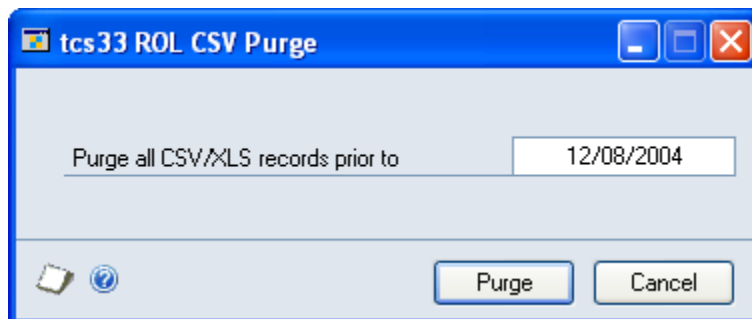 tcs33 ROL CSV Purge
Purge all CSV/XLS records prior to 12/08/2004
Purge Cancel